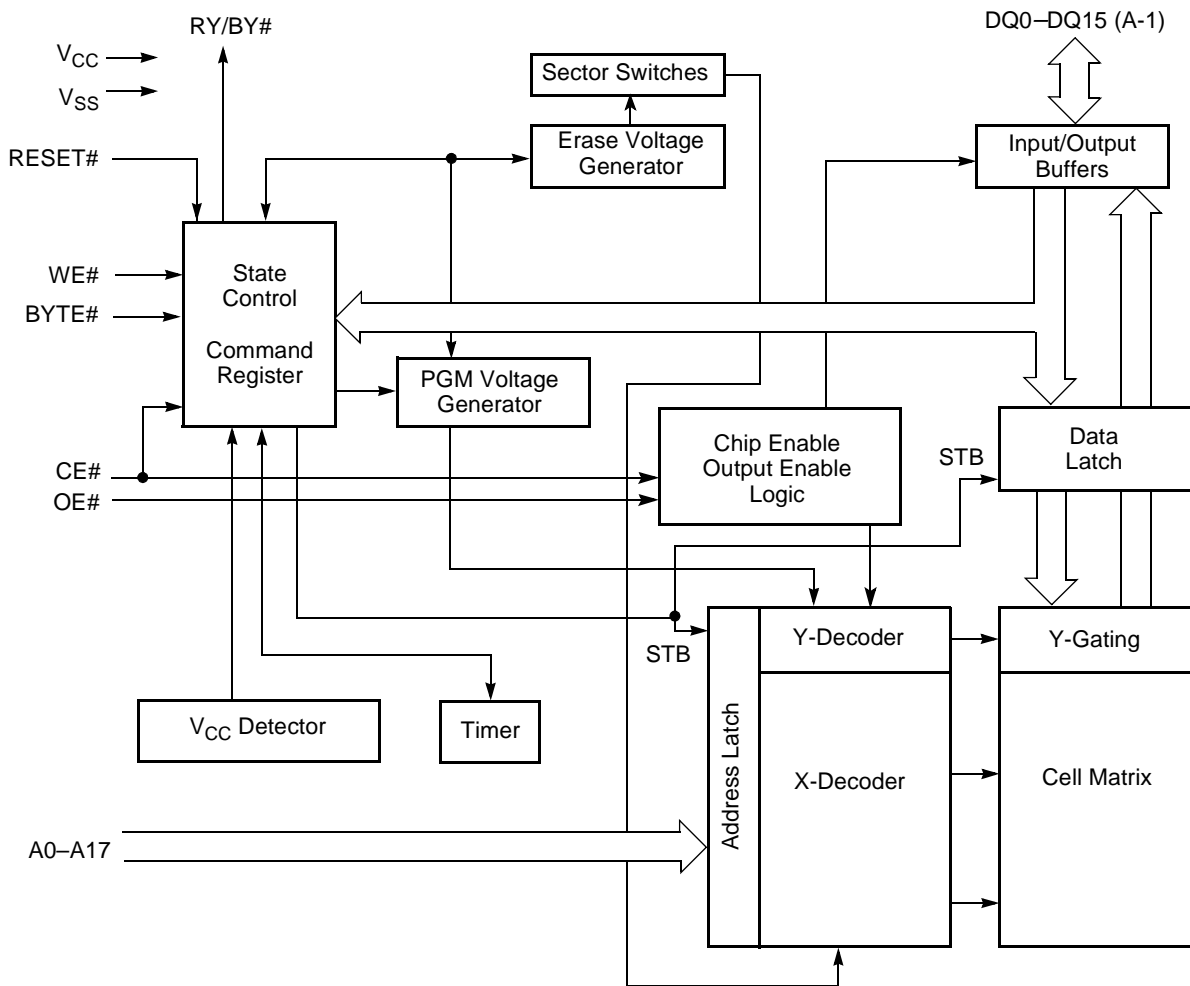 RY/BY#
DQ0–DQ15 (A-1)
VCC
VSS
Sector Switches
Erase Voltage
Generator
Input/Output
Buffers
RESET#
WE#
BYTE#
State
Control
Command
Register
PGM Voltage
Generator
Chip Enable
Output Enable
Logic
STB
Data
Latch
CE#
OE#
STB
Y-Decoder
Y-Gating
VCC Detector
Timer
Address Latch
X-Decoder
Cell Matrix
A0–A17